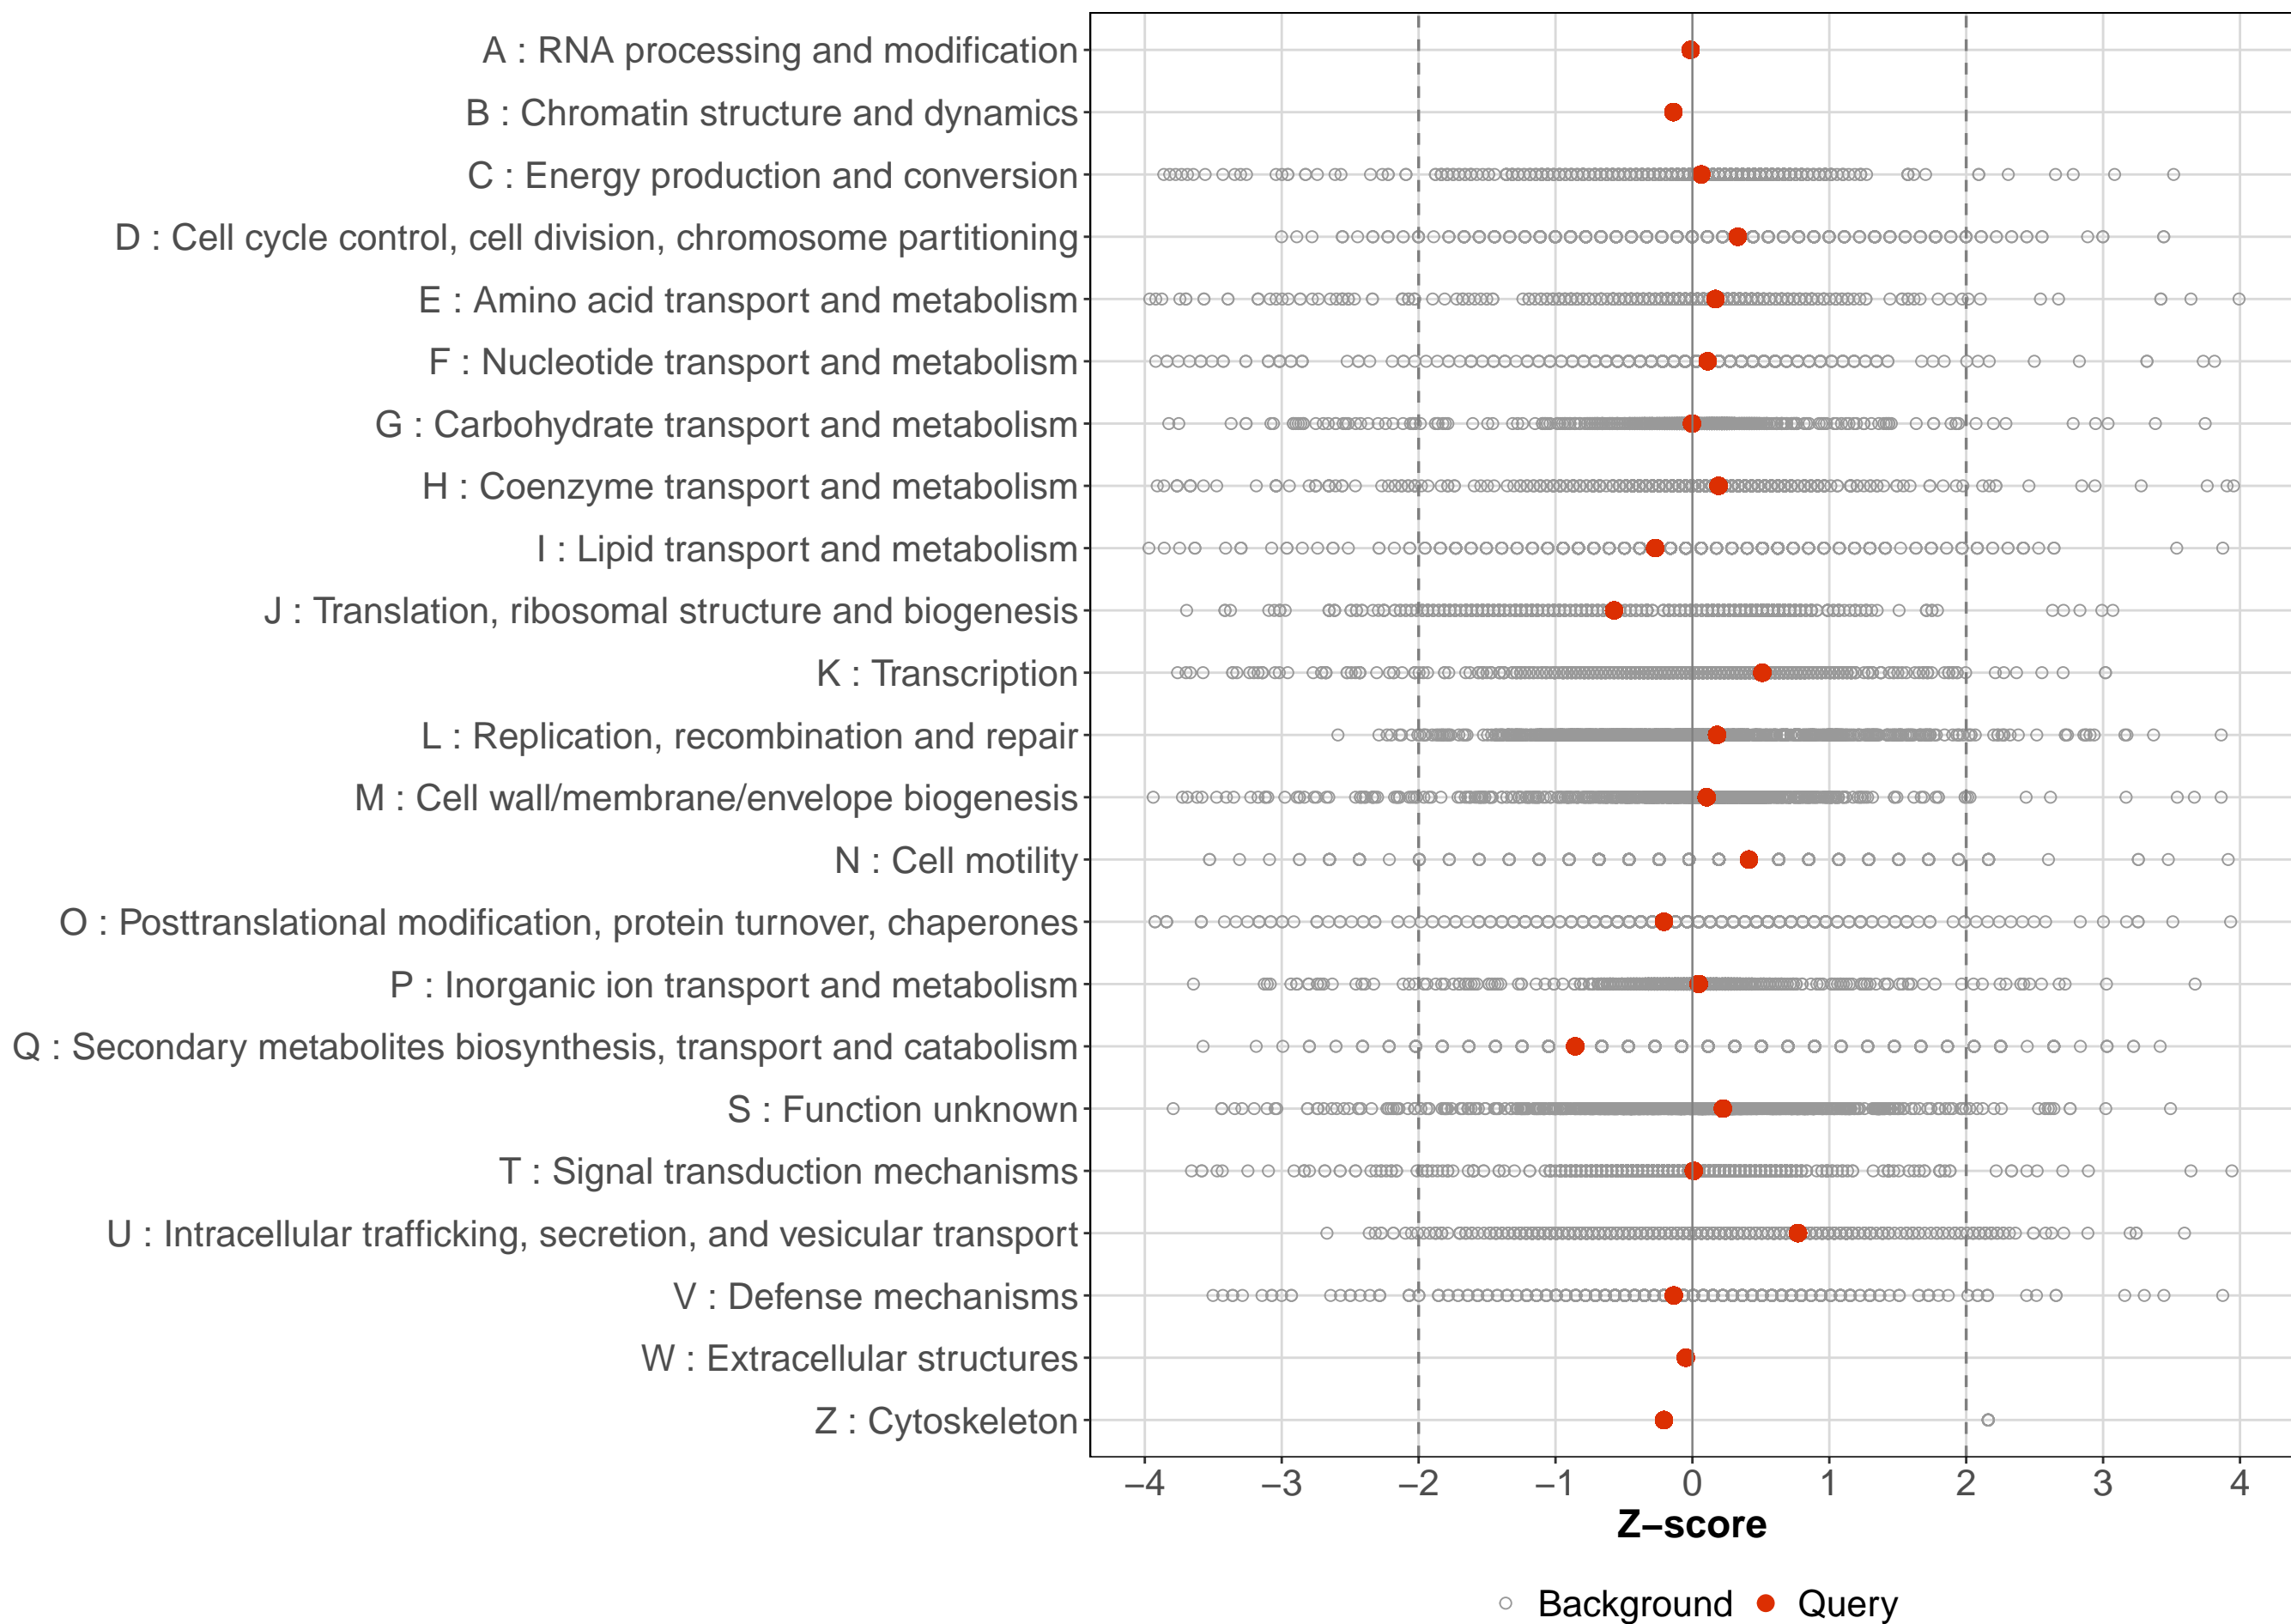 A : RNA processing and modification
B : Chromatin structure and dynamics
C : Energy production and conversion
D : Cell cycle control, cell division, chromosome partitioning
E : Amino acid transport and metabolism
F : Nucleotide transport and metabolism
G : Carbohydrate transport and metabolism
H : Coenzyme transport and metabolism
I : Lipid transport and metabolism
J : Translation, ribosomal structure and biogenesis
K : Transcription
L : Replication, recombination and repair
M : Cell wall/membrane/envelope biogenesis
N : Cell motility
O : Posttranslational modification, protein turnover, chaperones
P : Inorganic ion transport and metabolism
Q : Secondary metabolites biosynthesis, transport and catabolism
S : Function unknown
T : Signal transduction mechanisms
U : Intracellular trafficking, secretion, and vesicular transport
V : Defense mechanisms
W : Extracellular structures
Z : Cytoskeleton
−4 −3 −2 −1 0 1 2 3 4
Z−score
Background Query